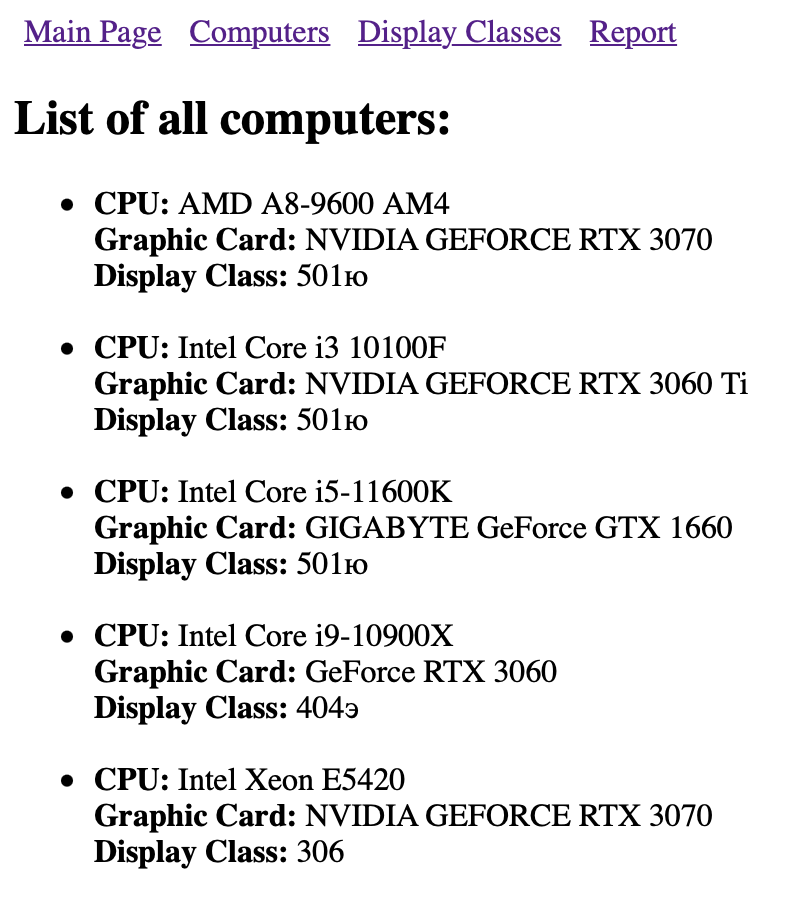 Main Page Computers Display Classes Report
List of all computers:
• CPU: AMD A8-9600 AM4
Graphic Card: NVIDIA GEFORCE RTX 3070
Display Class: 501ю
• CPU: Intel Core i3 10100F
Graphic Card: NVIDIA GEFORCE RTX 3060 Ti
Display Class: 501ю
• CPU: Intel Core i5-11600K
Graphic Card: GIGABYTE GeForce GTX 1660
Display Class: 501ю
• CPU: Intel Core i9-10900X
Graphic Card: GeForce RTX 3060
Display Class: 404э
• CPU: Intel Xeon E5420
Graphic Card: NVIDIA GEFORCE RTX 3070
Display Class: 306